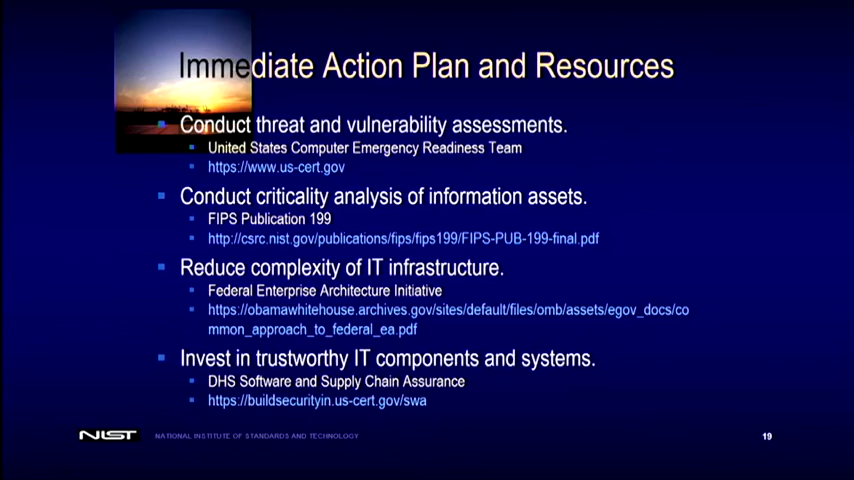 Immediate Action Plan and Resources
Conduct threat and vulnerability assessments.
United States Computer Emergency Readiness Team
https://www.us-cert.gov
Conduct criticality analysis of information assets.
FIPS Publication 199
http://csrc.nist.gov/publications/fips/fips199/FIPS-PUB-199-final.pdf
Reduce complexity of IT infrastructure.
Federal Enterprise Architecture Initiative
https://obamawhitehouse.archives.gov/sites/default/files/omb/assets/egov_docs/co
mmon_approach_to_federal_ea.pdf
Invest in trustworthy IT components and systems.
DHS Software and Supply Chain Assurance
https://buildsecurityin.us-cert.gov/swa
NIST NATIONAL INSTITUTE OF STANDARDS AND TECHNOLOGY 19